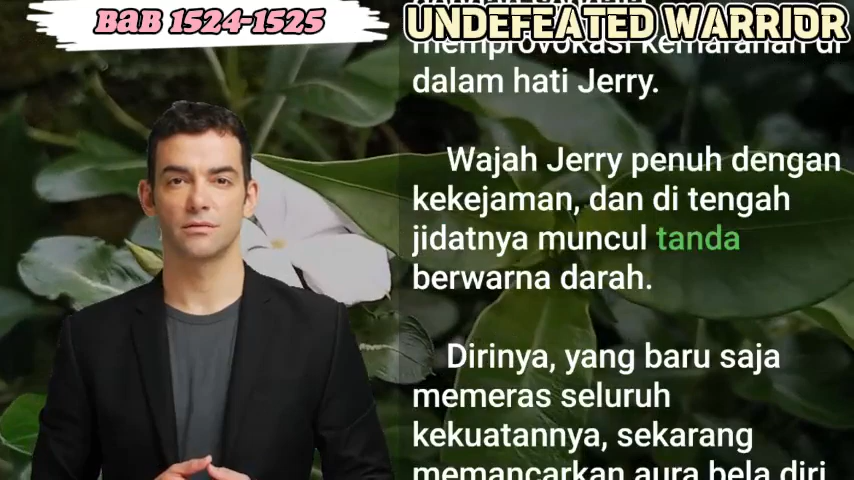 BAB 1524-1525
UNDEFEATED WARRIOR
memprovokasi kemarahan di
dalam hati Jerry.
Wajah Jerry penuh dengan
kekejaman, dan di tengah
jidatnya muncul tanda
berwarna darah.
Dirinya, yang baru saja
memeras seluruh
kekuatannya, sekarang
memancarkan aura bela diri